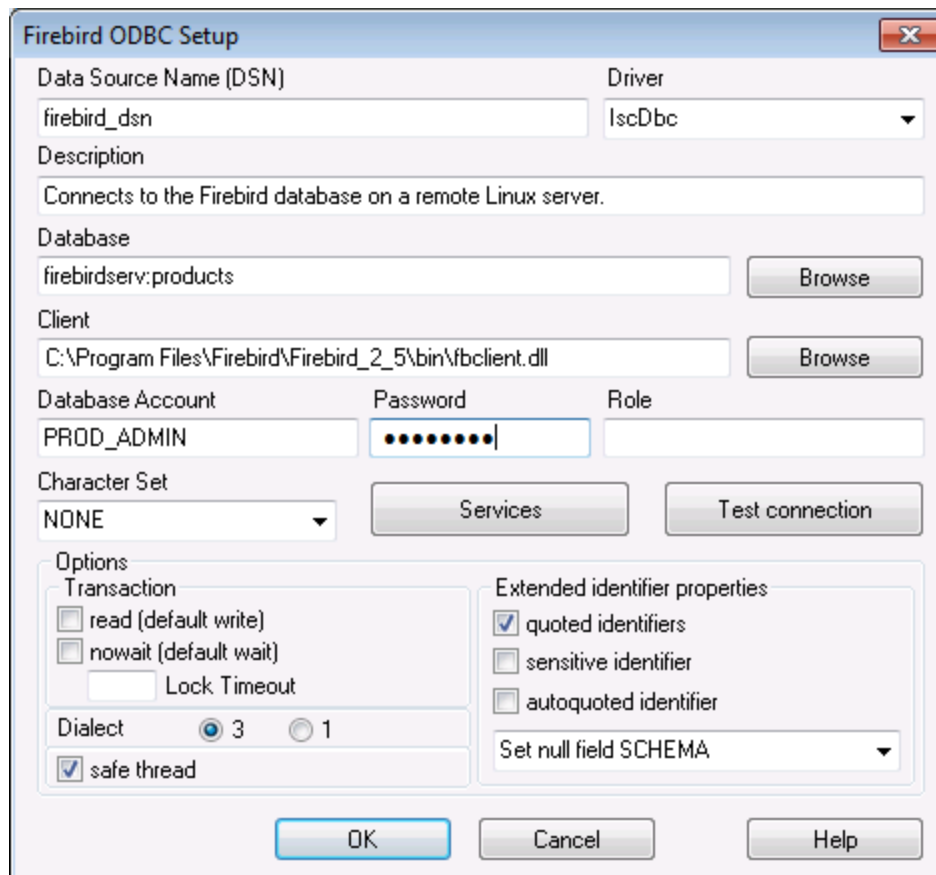 Firebird ODBC Setup
Data Source Name (DSN) Driver
firebird_dsn IscDbc
Description
Connects to the Firebird database on a remote Linux server.
Database
firebirdserv:products Browse
Client
C:\Program Files\Firebird\Firebird_2_5\bin\fbclient.dll Browse
Database Account Password Role
PROD_ADMIN ●●●●●●●●
Character Set
NONE Services Test connection
Options
Transaction Extended identifier properties
read (default write) quoted identifiers
nowait (default wait) sensitive identifier
Lock Timeout autoquoted identifier
Dialect 3 1 Set null field SCHEMA
safe thread
OK Cancel Help